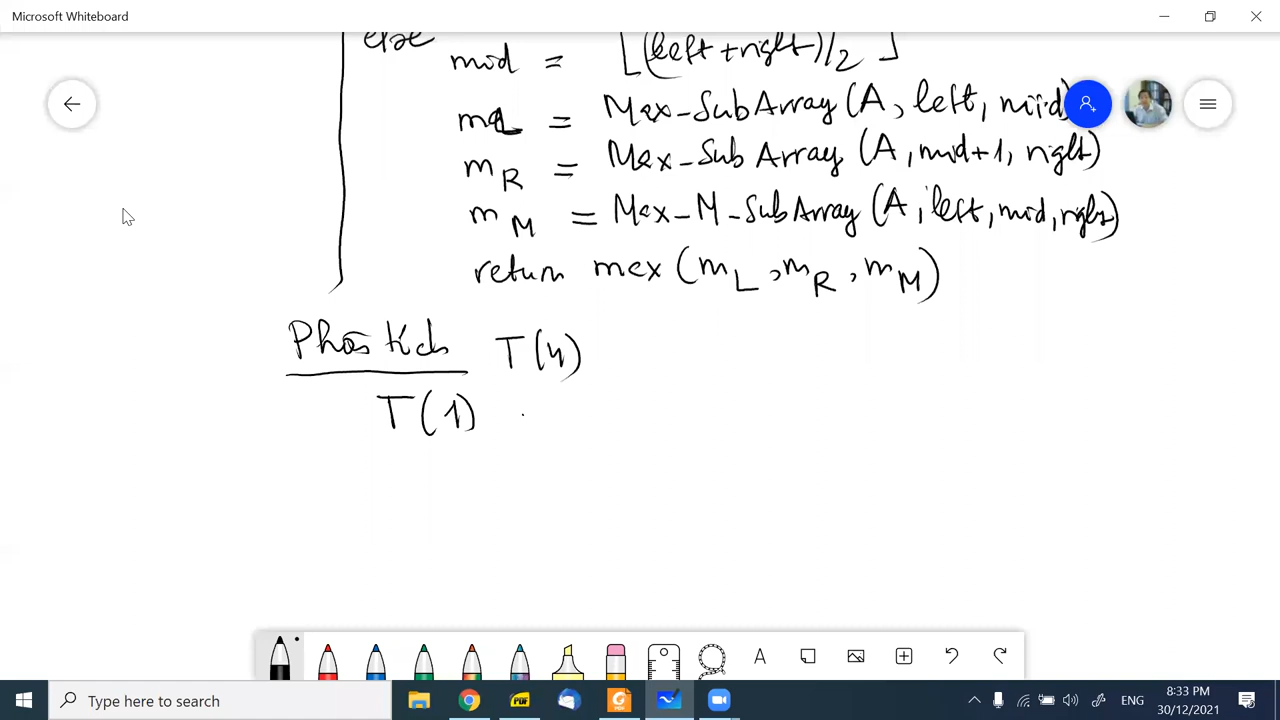 Microsoft Whiteboard
else
mid = ⌊(left+right)/2⌋
mL = Max-SubArray(A, left, mid)
mR = Max-SubArray(A, mid+1, right)
mM = Max-M-SubArray(A, left, mid, right)
return max(mL, mR, mM)
Phân tích T(n)
T(1)
A
Type here to search
PDF
ENG
8:33 PM
30/12/2021